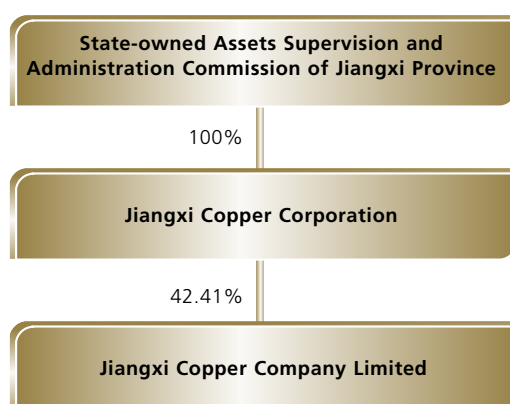 State-owned Assets Supervision and
Administration Commission of Jiangxi Province
100%
Jiangxi Copper Corporation
42.41%
Jiangxi Copper Company Limited